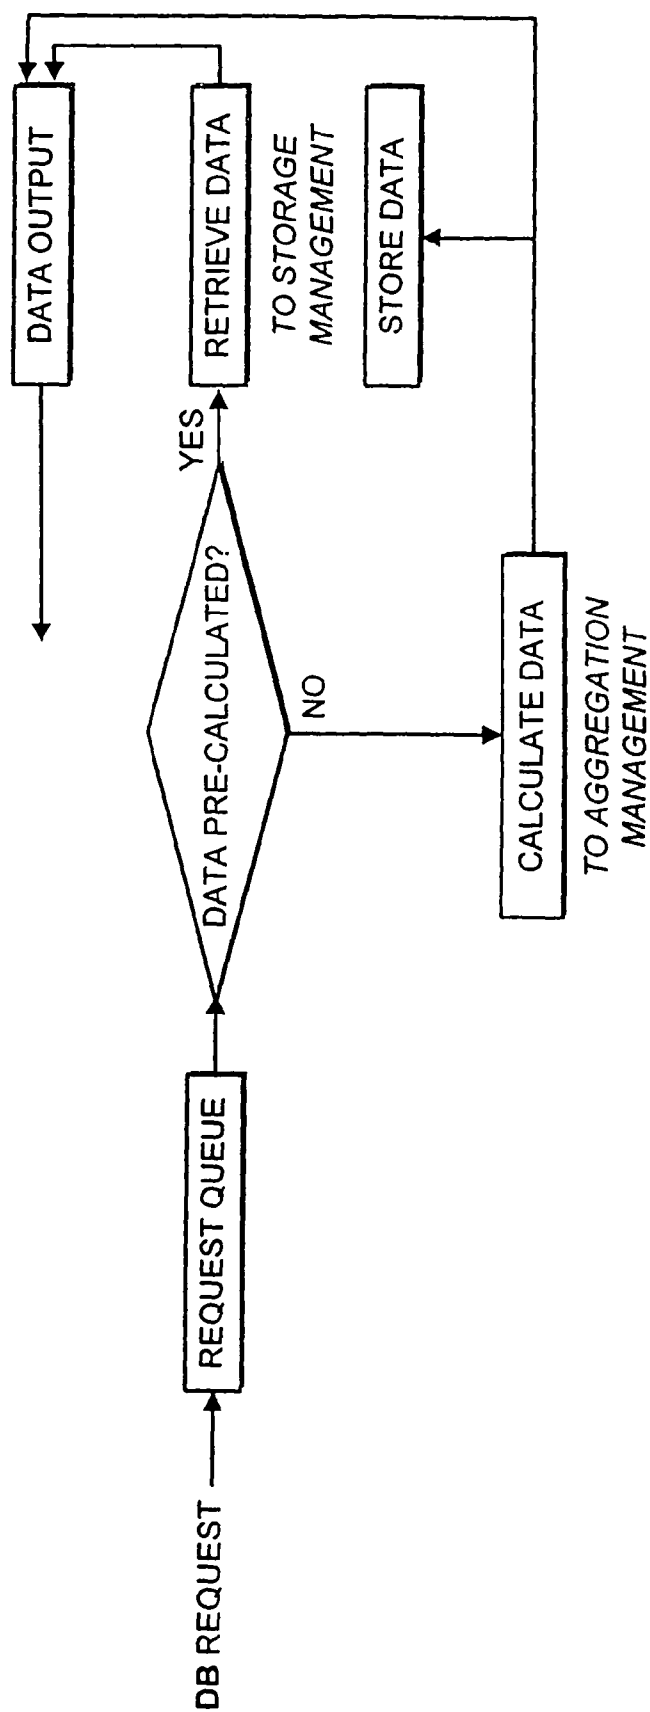 DB REQUEST
REQUEST QUEUE
DATA PRE-CALCULATED?
YES
NO
DATA OUTPUT
RETRIEVE DATA
TO STORAGE
MANAGEMENT
STORE DATA
CALCULATE DATA
TO AGGREGATION
MANAGEMENT